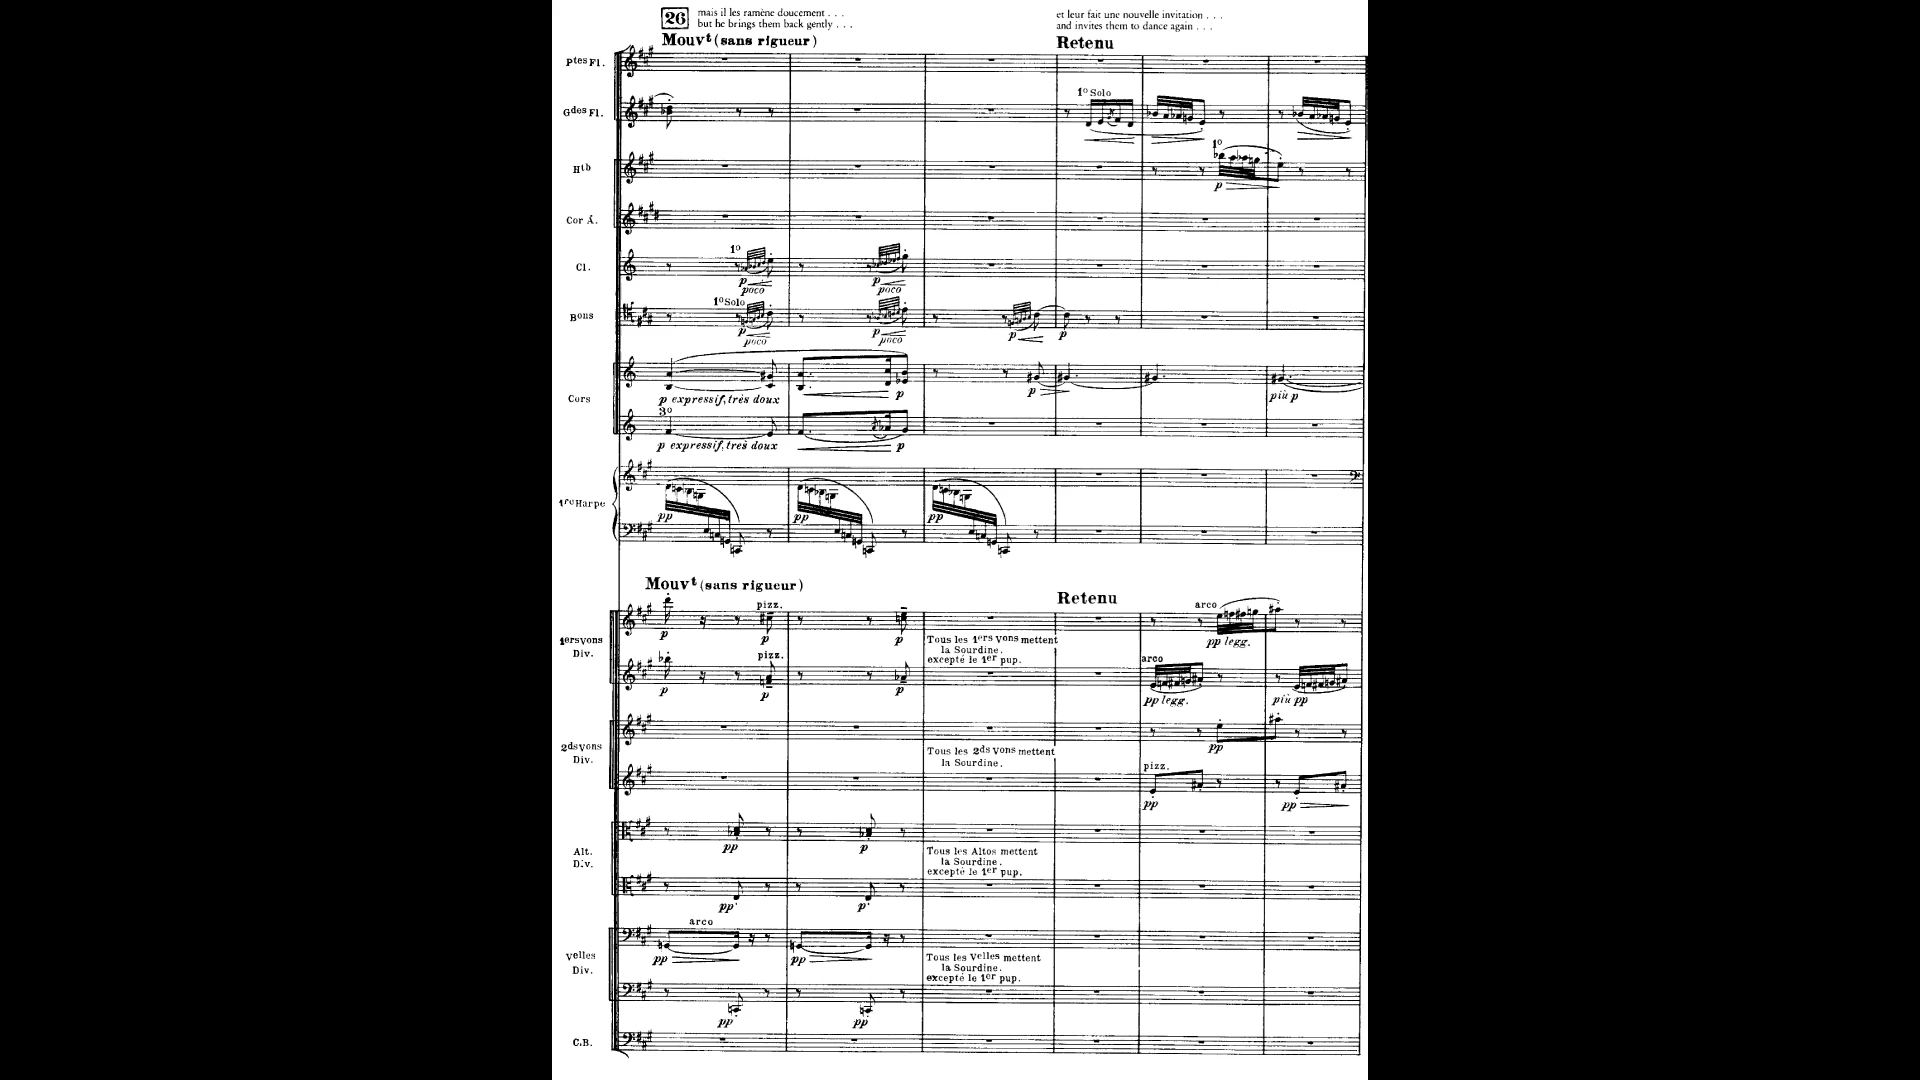 26
mais il les ramène doucement . . .
but he brings them back gently . . .
et leur fait une nouvelle invitation . . .
and invites them to dance again . . .
Mouvt (sans rigueur)
Retenu
Ptes Fl.
1o Solo
Gdes Fl.
1o
Htb
p
Cor A.
1o
Cl.
p p
poco poco
1o Solo
Bons
p p p p
poco poco
p expressif, très doux p p più p
Cors
3o
p expressif, très doux p
1re Harpe
pp pp pp
Mouvt (sans rigueur)
Retenu
pizz. arco
p p p pp legg.
1ers Vons
Div.
Tous les 1ers Vons mettent
la Sourdine.
excepté le 1er pup.
pizz. arco
p p p pp legg. più pp
2ds Vons
Div.
pp
Tous les 2ds Vons mettent
la Sourdine.
pizz.
pp pp
pp p
Alt.
Div.
Tous les Altos mettent
la Sourdine.
excepté le 1er pup.
pp p
arco
pp pp
Velles
Div.
Tous les Velles mettent
la Sourdine.
excepté le 1er pup.
pp pp
C.B.